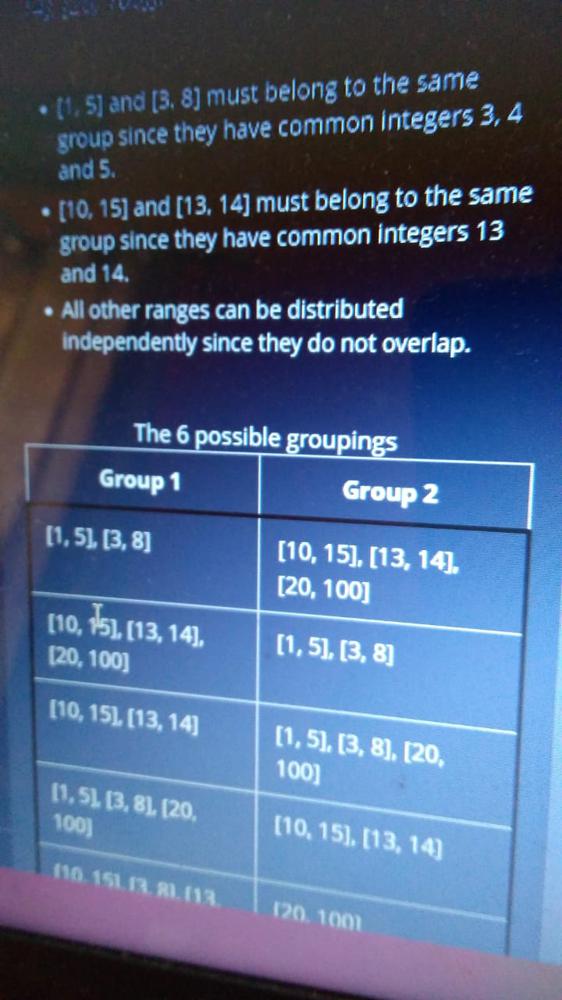 • [1, 5] and [3, 8] must belong to the same
group since they have common integers 3, 4
and 5.
• [10, 15] and [13, 14] must belong to the same
group since they have common integers 13
and 14.
• All other ranges can be distributed
independently since they do not overlap.
The 6 possible groupings
Group 1
Group 2
[1, 5], [3, 8]
[10, 15], [13, 14],
[20, 100]
[10, 15], [13, 14],
[20, 100]
[1, 5], [3, 8]
[10, 15], [13, 14]
[1, 5], [3, 8], [20,
100]
[1, 5], [3, 8], [20,
100]
[10, 15], [13, 14]
[10, 15], [3, 8], [13,
[20, 100]